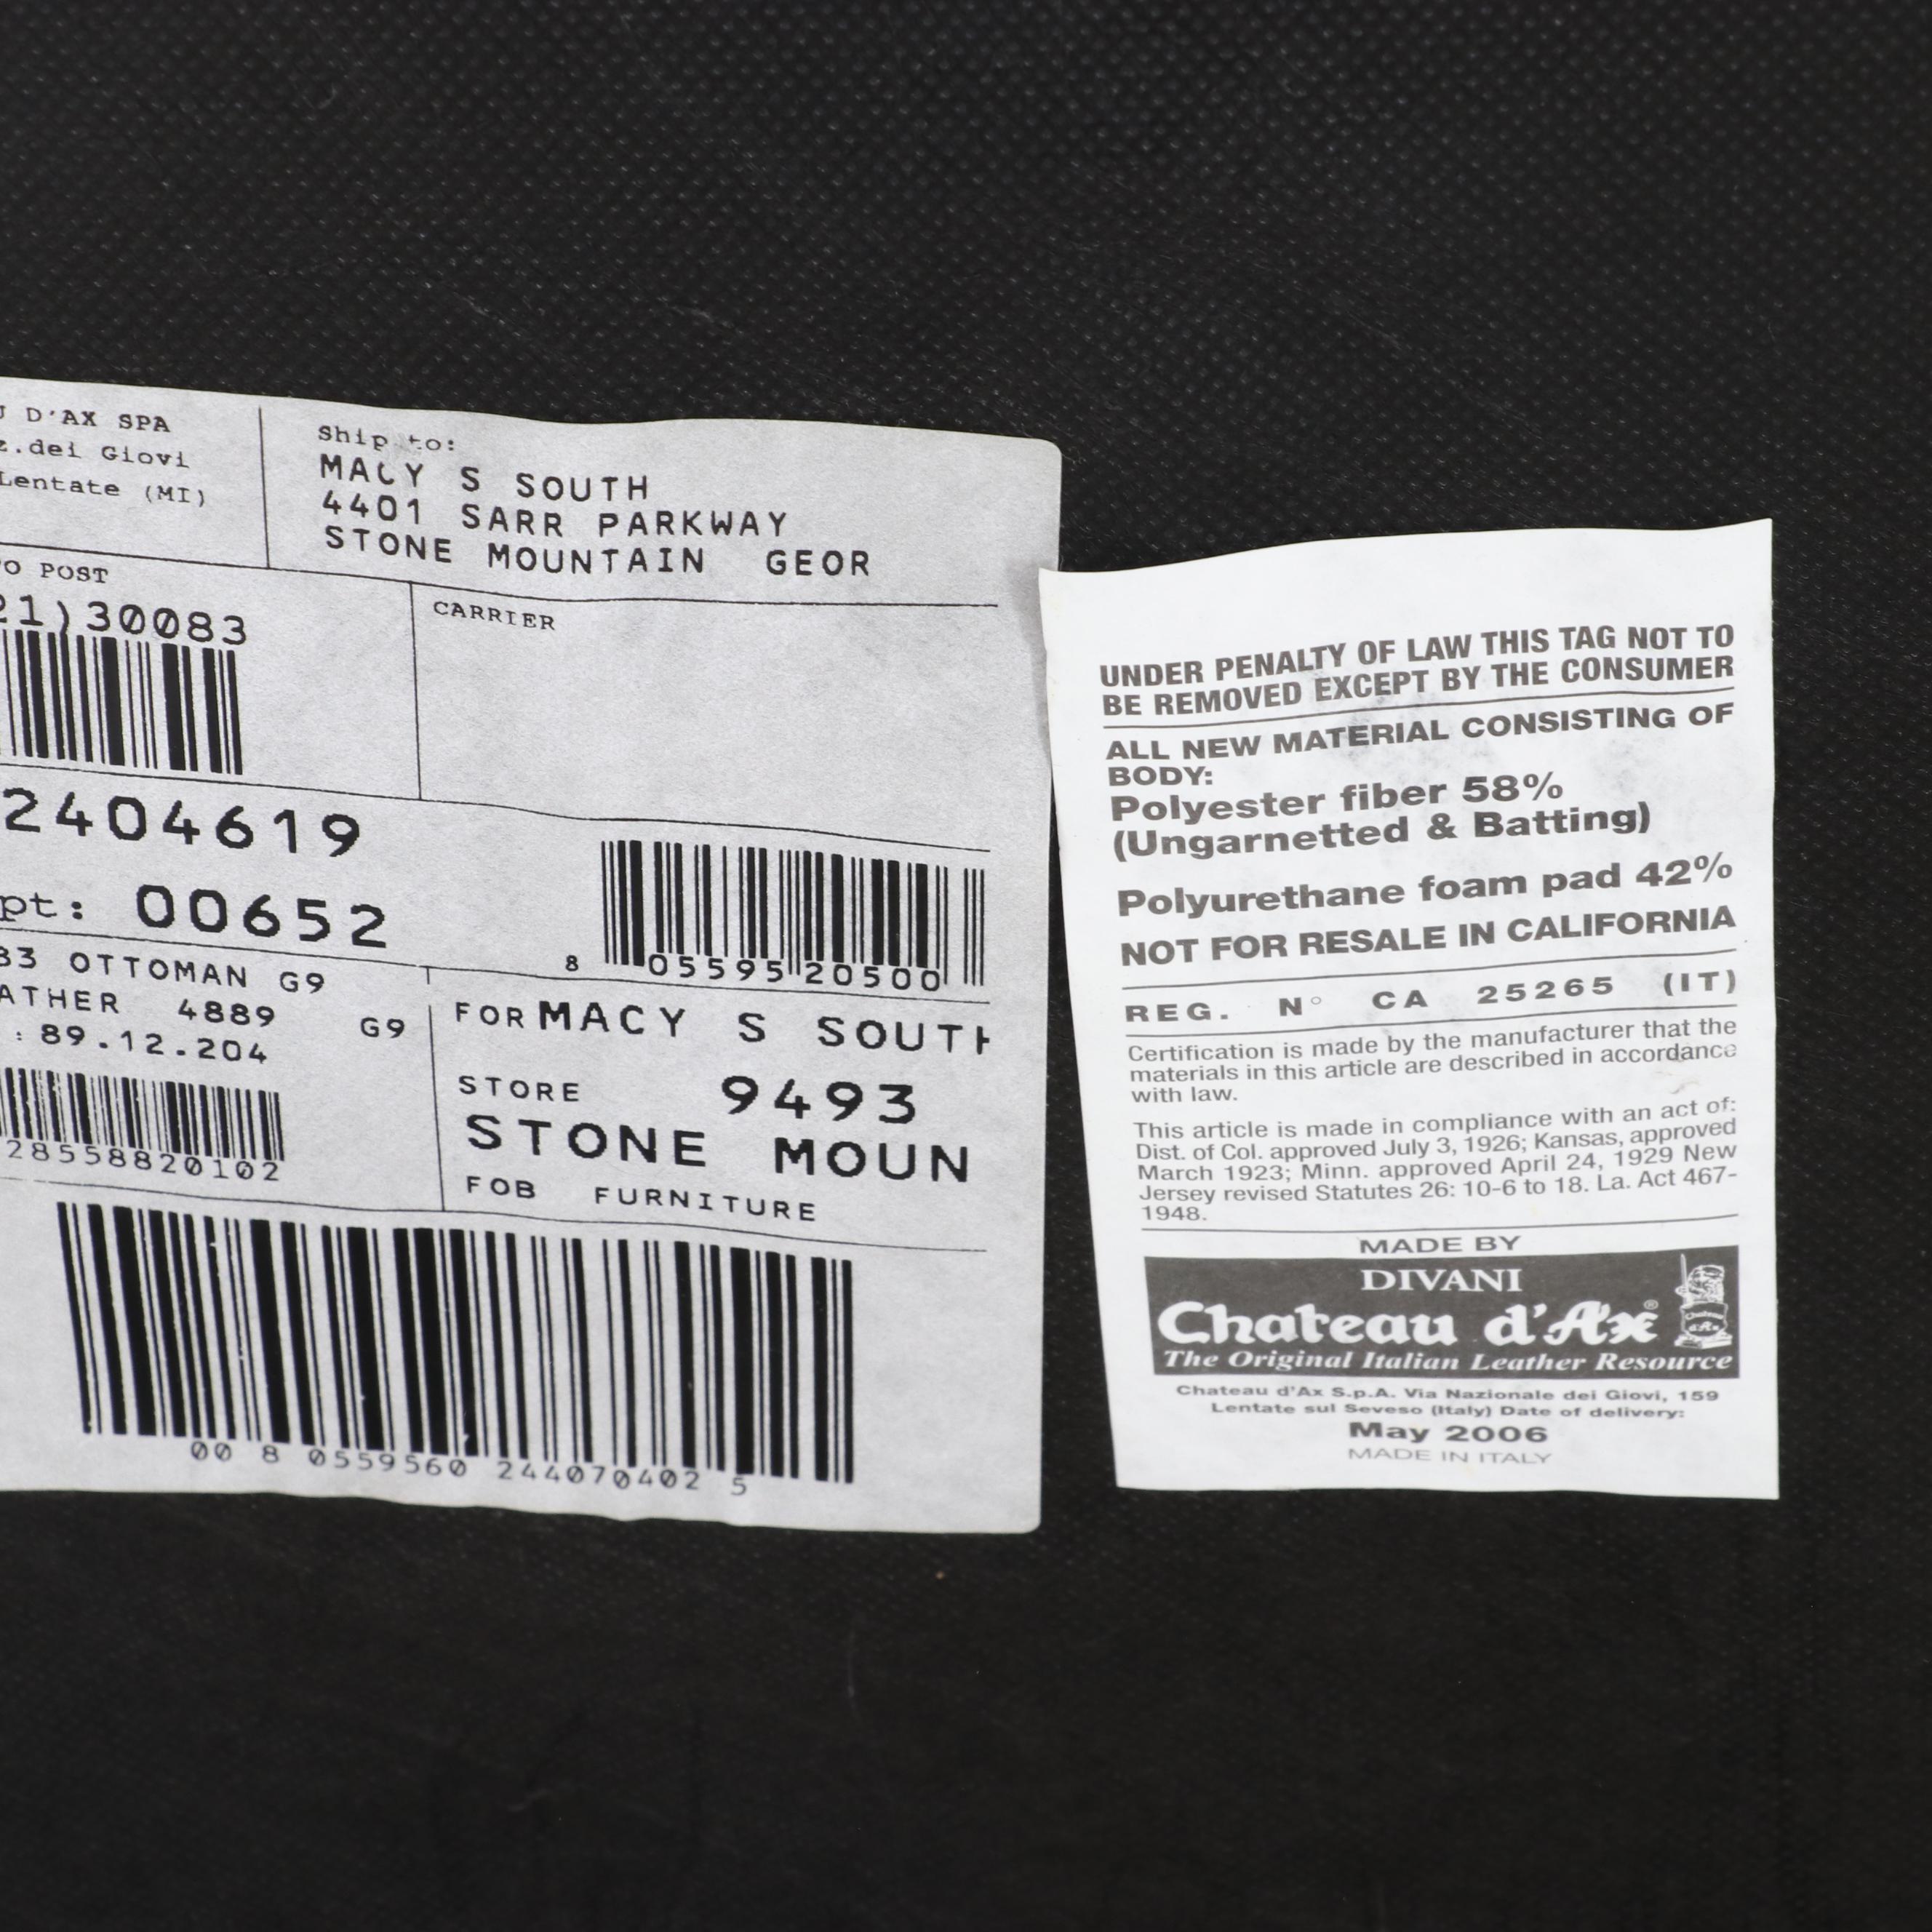 D'AX SPA
.dei Giovi
Lentate (MI)
Ship to:
MACY S SOUTH
4401 SARR PARKWAY
STONE MOUNTAIN GEOR
O POST
21)30083
CARRIER
2404619
pt: 00652
8 05595 20500
33 OTTOMAN G9
ATHER 4889 G9
: 89.12.204
28558820102
FOR MACY S SOUTH
STORE 9493
STONE MOUN
FOB FURNITURE
00 8 0559560 244070402 5
UNDER PENALTY OF LAW THIS TAG NOT TO
BE REMOVED EXCEPT BY THE CONSUMER
ALL NEW MATERIAL CONSISTING OF
BODY:
Polyester fiber 58%
(Ungarnetted & Batting)
Polyurethane foam pad 42%
NOT FOR RESALE IN CALIFORNIA
REG. N° CA 25265 (IT)
Certification is made by the manufacturer that the
materials in this article are described in accordance
with law.
This article is made in compliance with an act of:
Dist. of Col. approved July 3, 1926; Kansas, approved
March 1923; Minn. approved April 24, 1929 New
Jersey revised Statutes 26: 10-6 to 18. La. Act 467-
1948.
MADE BY
DIVANI
Chateau d'Ax®
The Original Italian Leather Resource
Chateau d'Ax S.p.A. Via Nazionale dei Giovi, 159
Lentate sul Seveso (Italy) Date of delivery:
May 2006
MADE IN ITALY